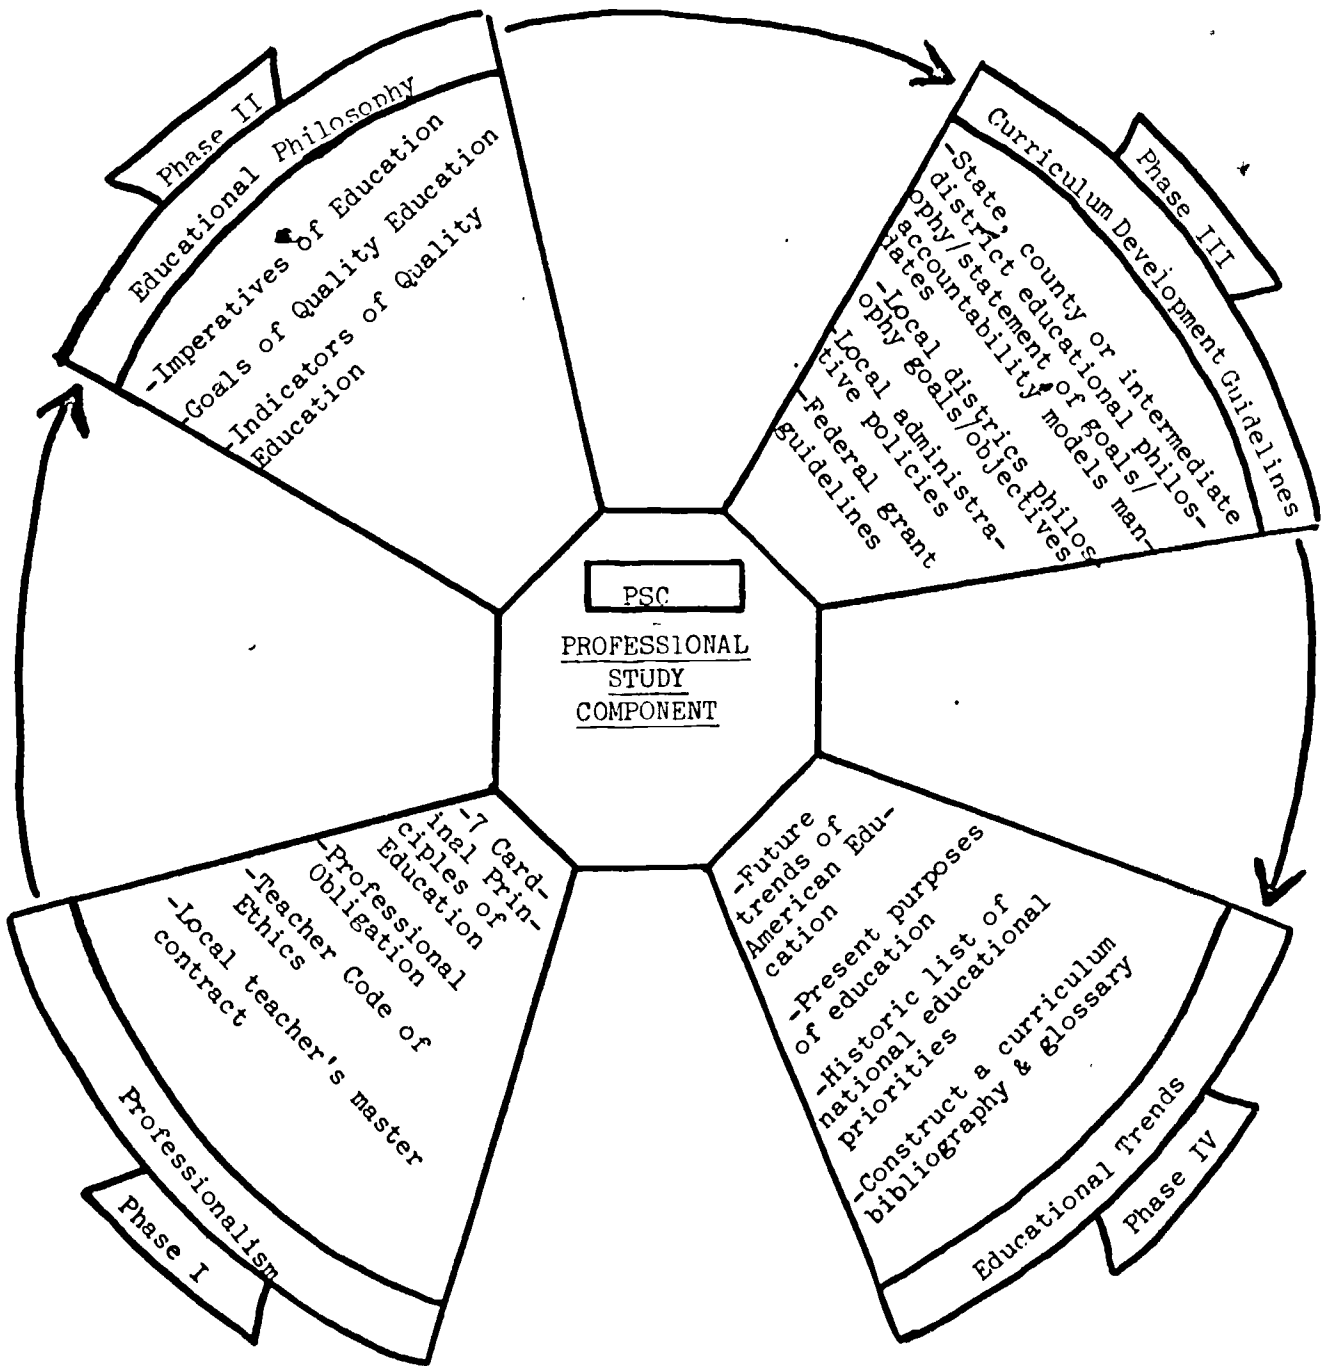 PSC
PROFESSIONAL
STUDY
COMPONENT
Phase I
Professionalism
-7 Card-
inal Prin-
ciples of
Education
-Professional
Obligation
-Teacher Code of
Ethics
-Local teacher's master
contract
Phase II
Educational Philosophy
-Imperatives of Education
-Goals of Quality Education
-Indicators of Quality
Education
Phase III
Curriculum Development Guidelines
-State, county or intermediate
district educational philos-
ophy/statement of goals/
accountability models man-
dates
-Local districs philos
ophy goals/objectives
-Local administra-
tive policies
-Federal grant
guidelines
Phase IV
Educational Trends
-Future
trends of
American Edu-
cation
-Present purposes
of education
-Historic list of
national educational
priorities
-Construct a curriculum
bibliography & glossary